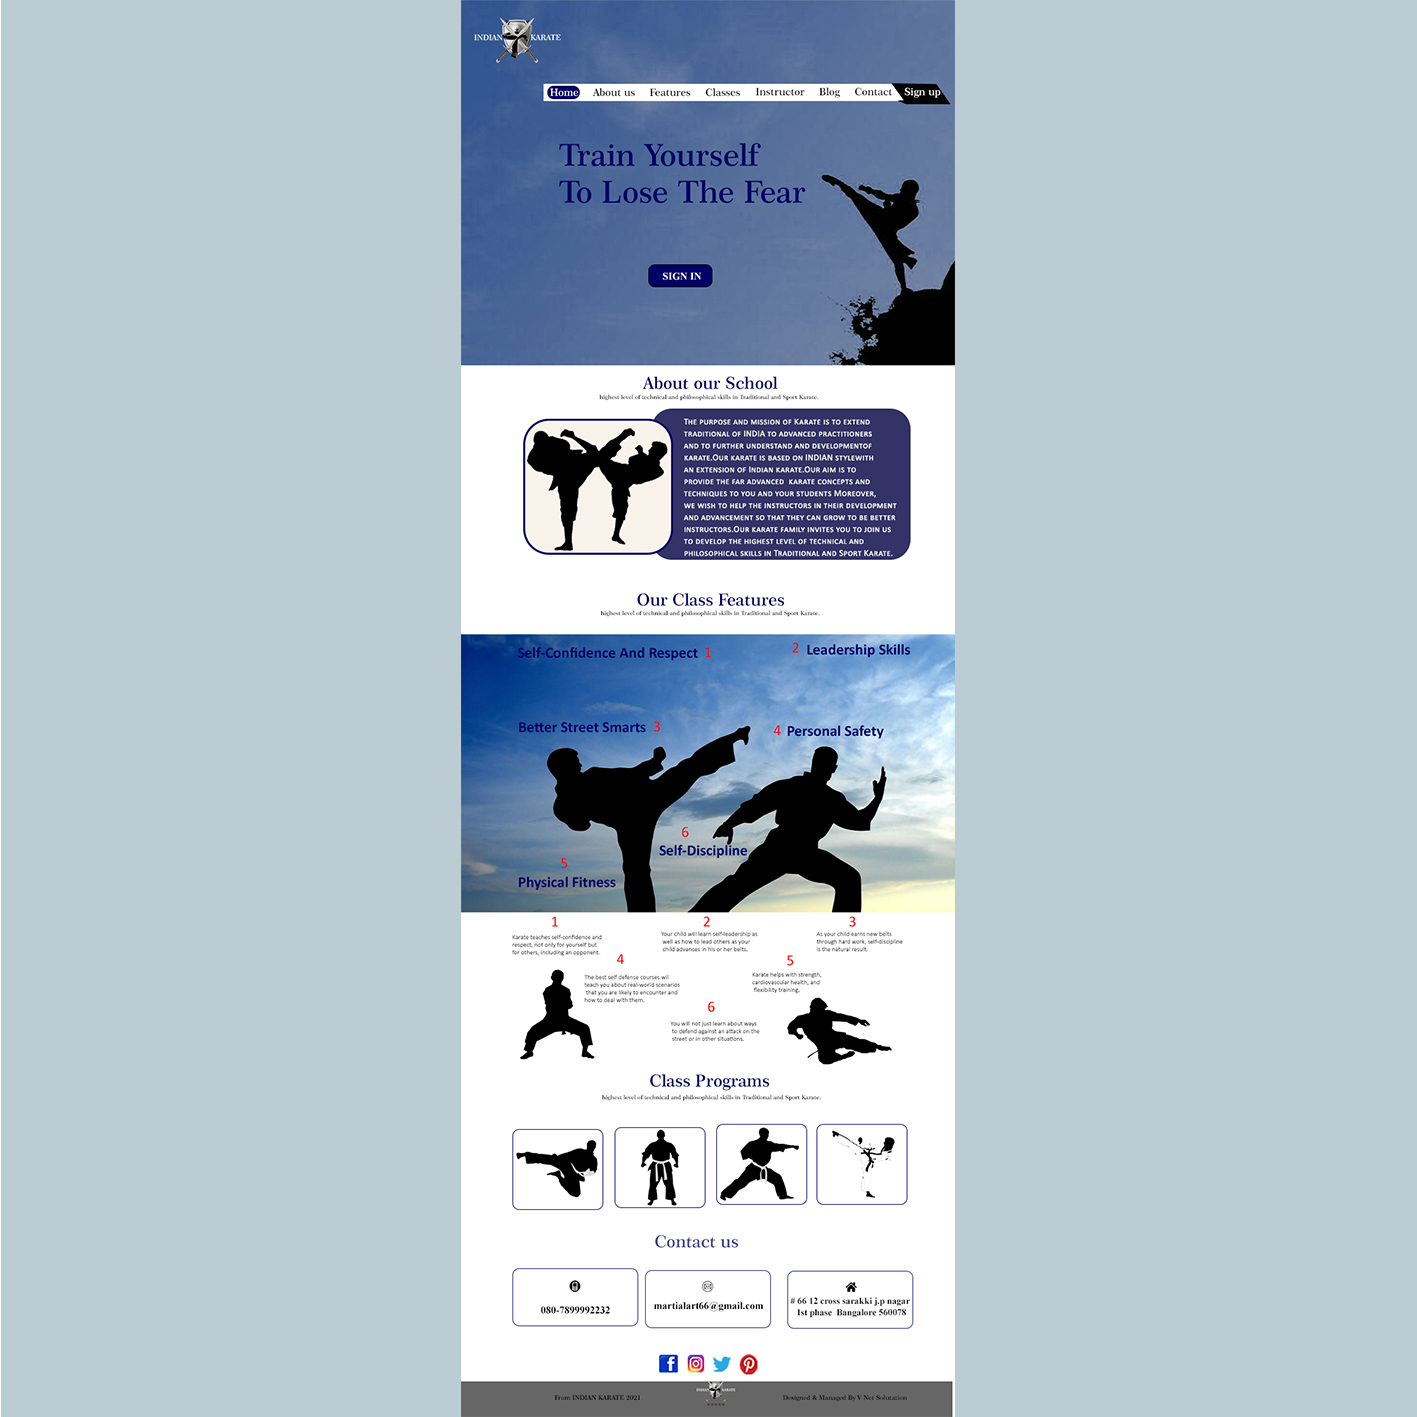 INDIAN KARATE
Home About us Features Classes Instructor Blog Contact Sign up
Train Yourself
To Lose The Fear
SIGN IN
About our School
highest level of technical and philosophical skills in Traditional and Sport Karate.
The purpose and mission of Karate is to extend
traditional of INDIA to advanced practitioners
and to further understand and developmentof
karate.Our karate is based on INDIAN stylewith
an extension of Indian karate.Our aim is to
provide the far advanced karate concepts and
techniques to you and your students Moreover,
we wish to help the instructors in their development
and advancement so that they can grow to be better
instructors.Our karate family invites you to join us
to develop the highest level of technical and
philosophical skills in Traditional and Sport Karate.
Our Class Features
highest level of technical and philosophical skills in Traditional and Sport Karate.
Self-Confidence And Respect 1
2 Leadership Skills
Better Street Smarts 3
4 Personal Safety
6
Self-Discipline
5
Physical Fitness
1
Karate teaches self-confidence and
respect, not only for yourself but
for others, including an opponent.
2
Your child will learn self-leadership as
well as how to lead others as your
child advances in his or her belts.
3
As your child earns new belts
through hard work, self-discipline
is the natural result.
4
The best self defense courses wil
teach you about real-world scenarios
that you are likely to encounter and
how to deal with them.
5
Karate helps with strength,
cardiovascular health, and
flexibility training.
6
You will not just learn about ways
to defend against an attack on the
street or in other situations.
Class Programs
highest level of technical and philosophical skills in Traditional and Sport Karate.
Contact us
080-7899992232
martialart66@gmail.com
# 66 12 cross sarakki j.p nagar
1st phase Bangalore 560078
From INDIAN KARATE 2021
INDIAN KARATE
Designed & Managed By V Net Solutation